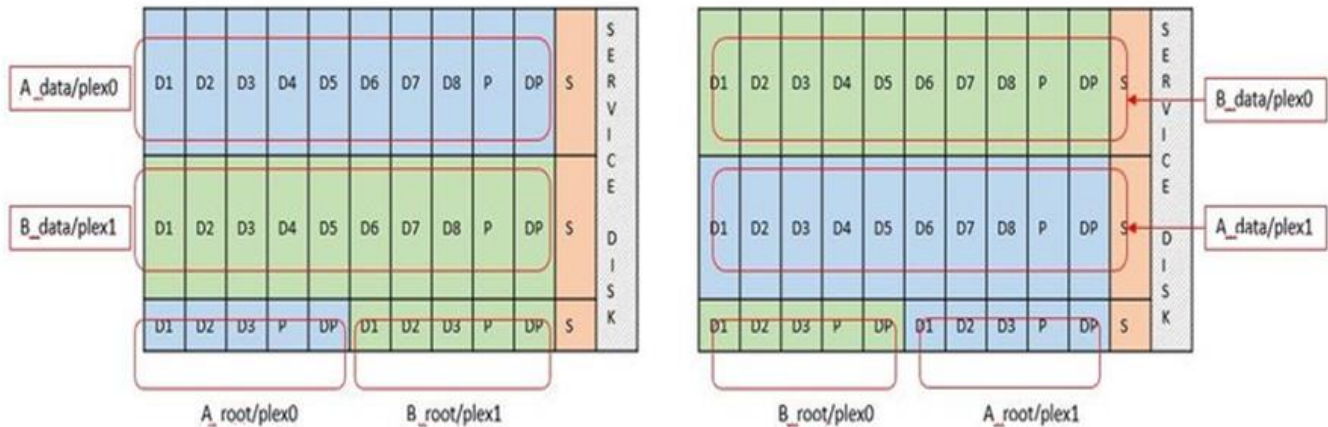 A_data/plex0
D1 D2 D3 D4 D5 D6 D7 D8 P DP S
B_data/plex1
D1 D2 D3 D4 D5 D6 D7 D8 P DP S
D1 D2 D3 P DP D1 D2 D3 P DP S
SERVICE DISK
A_root/plex0
B_root/plex1
D1 D2 D3 D4 D5 D6 D7 D8 P DP S
B_data/plex0
D1 D2 D3 D4 D5 D6 D7 D8 P DP S
A_data/plex1
D1 D2 D3 P DP D1 D2 D3 P DP S
SERVICE DISK
B_root/plex0
A_root/plex1